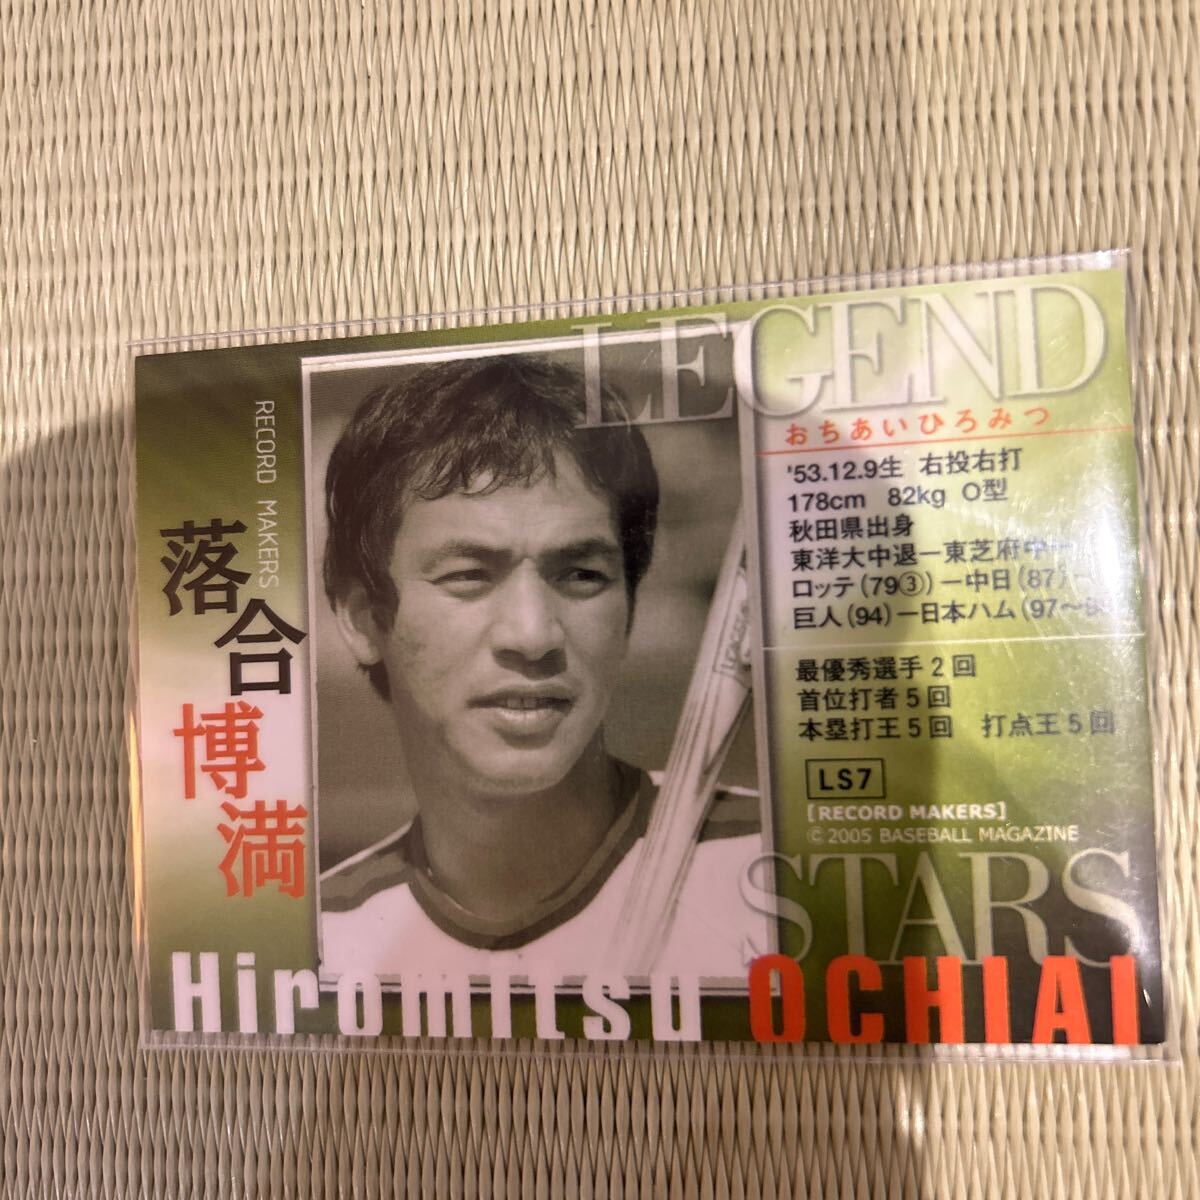 LEGEND
おちあいひろみつ
RECORD MAKERS
落合
博満
'53.12.9生 右投右打
178cm 82kg O型
秋田県出身
東洋大中退ー東芝府中
ロッテ(79③))ー中日(87)
巨人(94)ー日本ハム(97〜
最優秀選手2回
首位打者5回
本塁打王5回 打点王5回
LS7
[RECORD MAKERS]
©2005 BASEBALL MAGAZINE
STARS
Hiromitsu OCHIAI